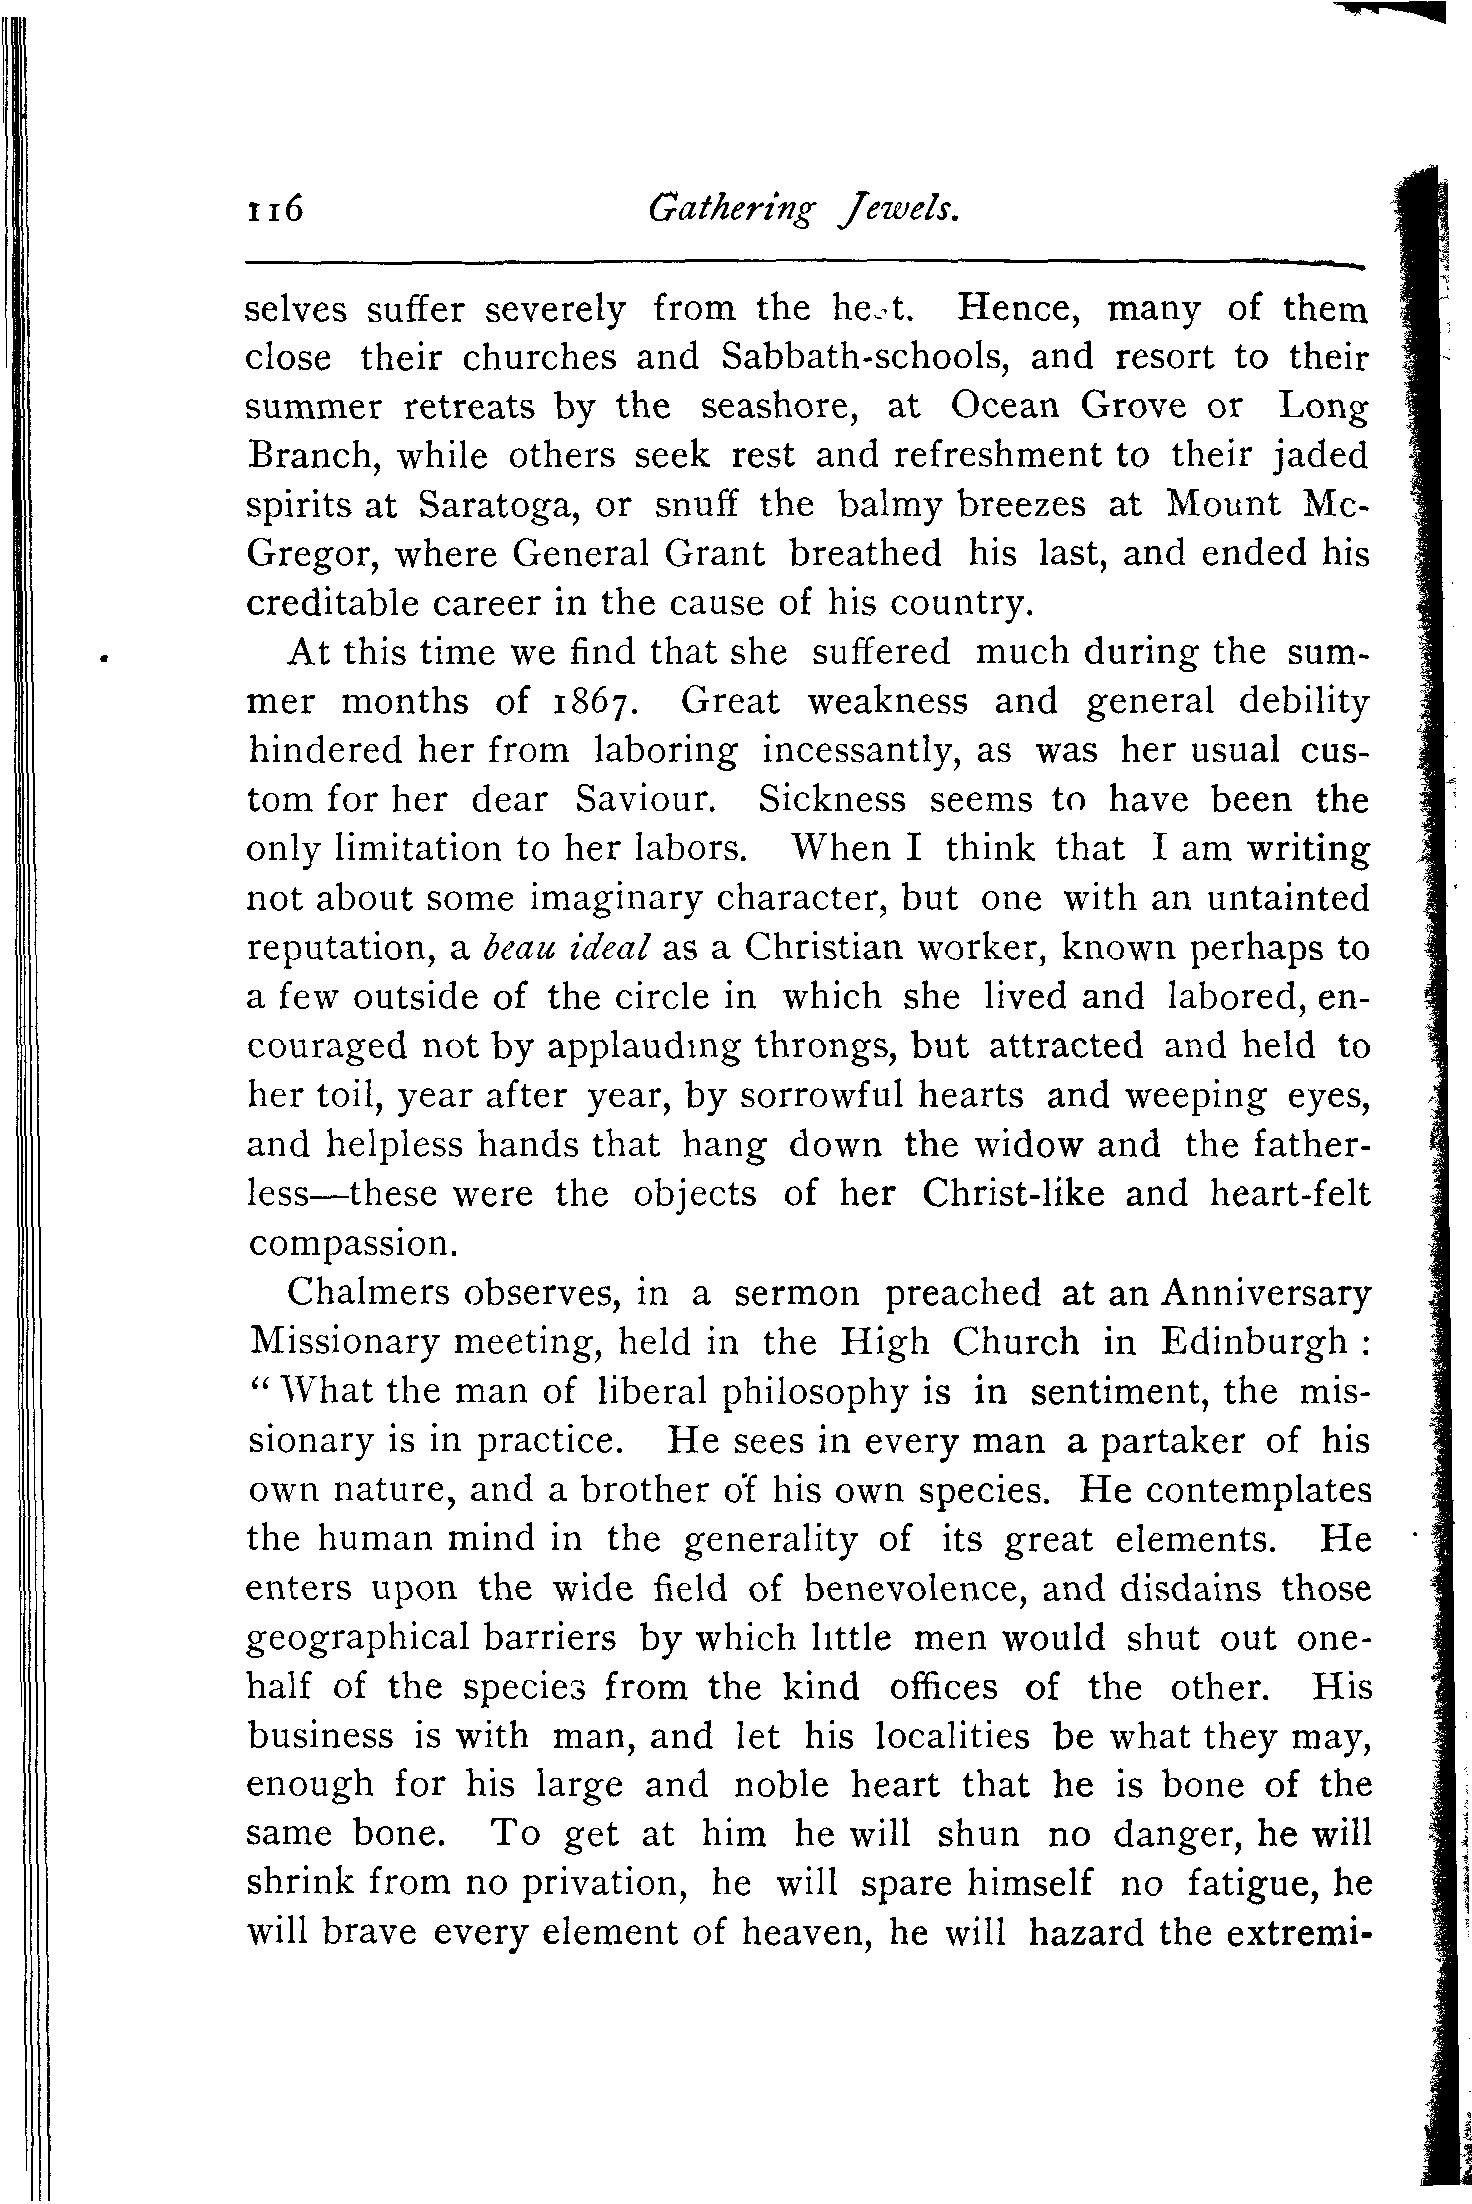 116 Gathering Jewels.
selves suffer severely from the heat. Hence, many of them
close their churches and Sabbath-schools, and resort to their
summer retreats by the seashore, at Ocean Grove or Long
Branch, while others seek rest and refreshment to their jaded
spirits at Saratoga, or snuff the balmy breezes at Mount Mc-
Gregor, where General Grant breathed his last, and ended his
creditable career in the cause of his country.
At this time we find that she suffered much during the sum-
mer months of 1867. Great weakness and general debility
hindered her from laboring incessantly, as was her usual cus-
tom for her dear Saviour. Sickness seems to have been the
only limitation to her labors. When I think that I am writing
not about some imaginary character, but one with an untainted
reputation, a beau ideal as a Christian worker, known perhaps to
a few outside of the circle in which she lived and labored, en-
couraged not by applauding throngs, but attracted and held to
her toil, year after year, by sorrowful hearts and weeping eyes,
and helpless hands that hang down the widow and the father-
less—these were the objects of her Christ-like and heart-felt
compassion.
Chalmers observes, in a sermon preached at an Anniversary
Missionary meeting, held in the High Church in Edinburgh :
“ What the man of liberal philosophy is in sentiment, the mis-
sionary is in practice. He sees in every man a partaker of his
own nature, and a brother of his own species. He contemplates
the human mind in the generality of its great elements. He
enters upon the wide field of benevolence, and disdains those
geographical barriers by which little men would shut out one-
half of the species from the kind offices of the other. His
business is with man, and let his localities be what they may,
enough for his large and noble heart that he is bone of the
same bone. To get at him he will shun no danger, he will
shrink from no privation, he will spare himself no fatigue, he
will brave every element of heaven, he will hazard the extremi-